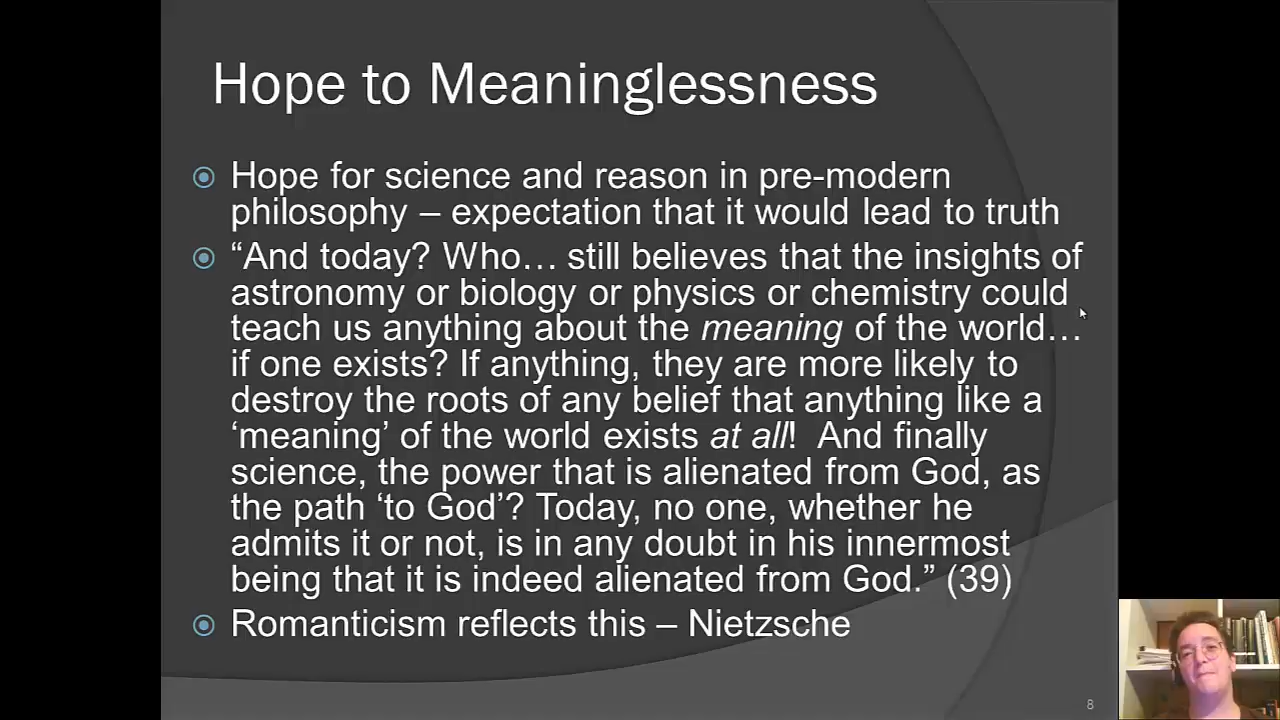 Hope to Meaninglessness
Hope for science and reason in pre-modern
philosophy – expectation that it would lead to truth
“And today? Who… still believes that the insights of
astronomy or biology or physics or chemistry could
teach us anything about the meaning of the world…
if one exists? If anything, they are more likely to
destroy the roots of any belief that anything like a
‘meaning’ of the world exists at all!  And finally
science, the power that is alienated from God, as
the path ‘to God’? Today, no one, whether he
admits it or not, is in any doubt in his innermost
being that it is indeed alienated from God.” (39)
Romanticism reflects this – Nietzsche
8